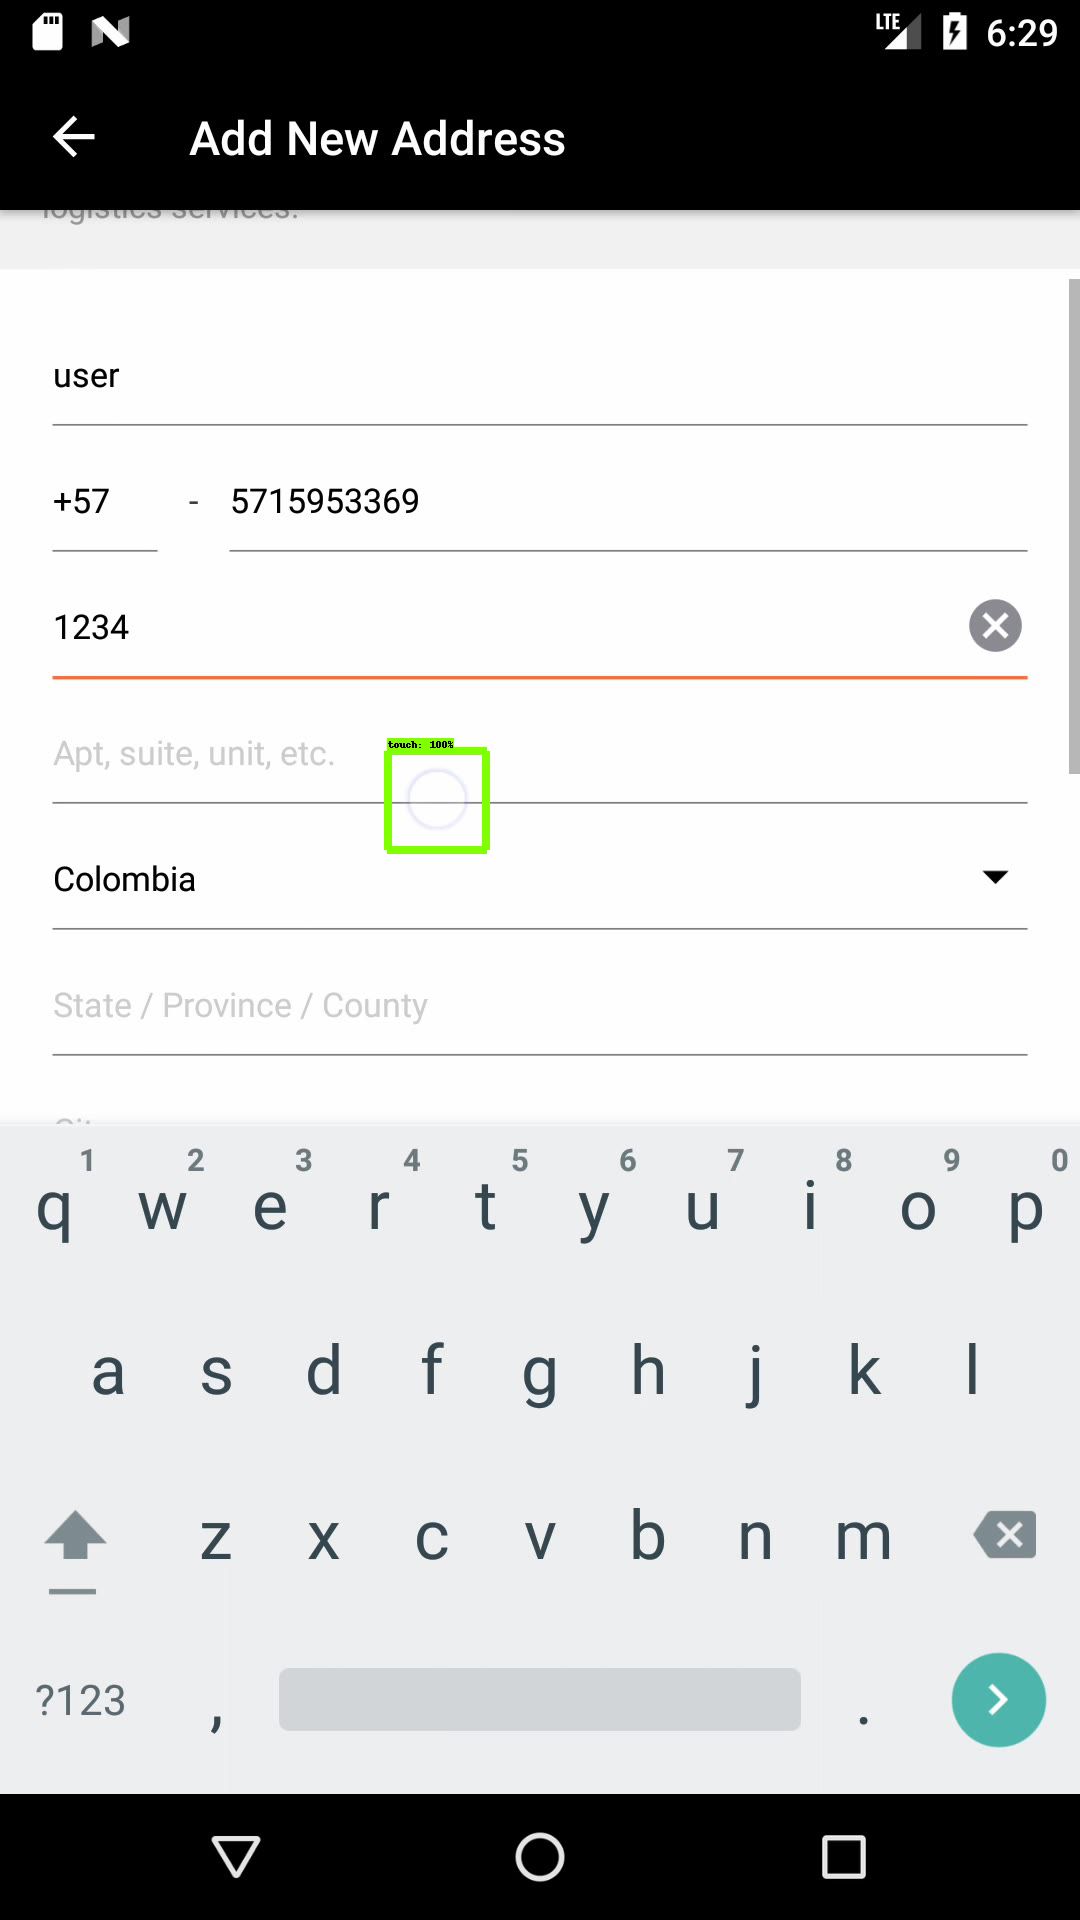 LTE 6:29
Add New Address
logistics services.
user
+57 - 5715953369
1234
touch: 100%
Apt, suite, unit, etc.
Colombia
State / Province / County
City
1 2 3 4 5 6 7 8 9 0
q w e r t y u i o p
a s d f g h j k l
z x c v b n m
?123 , .